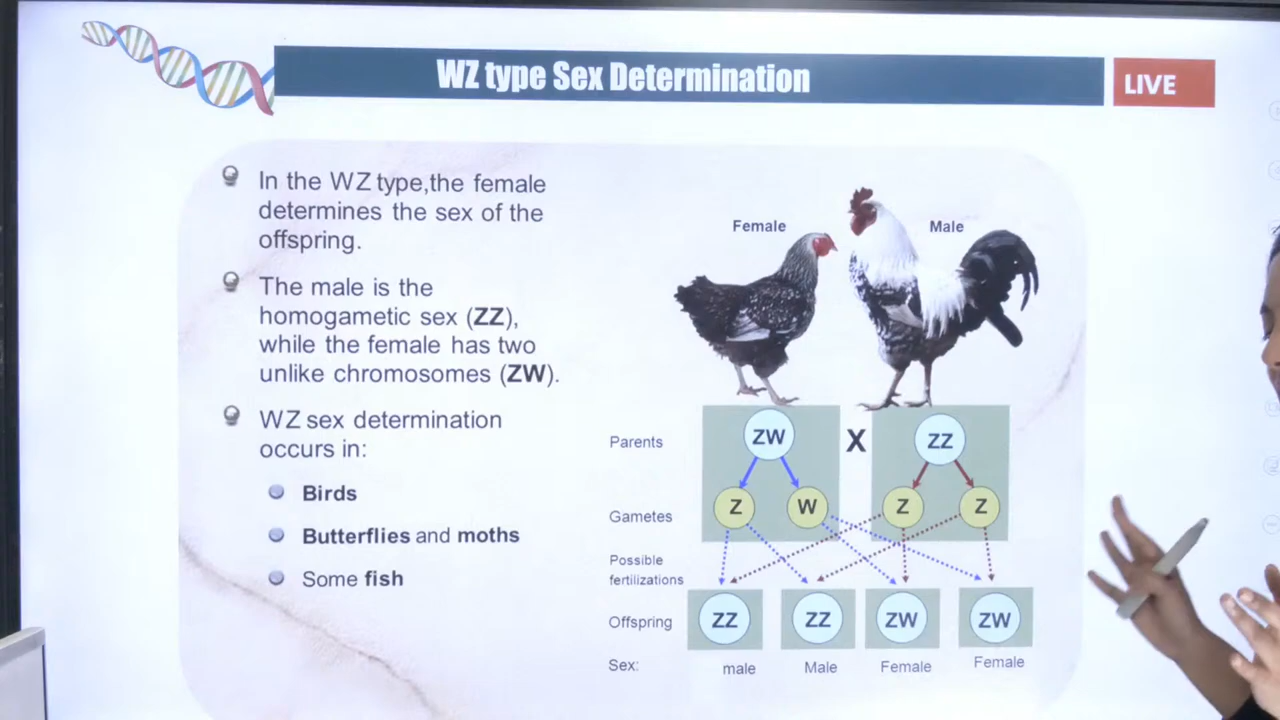 WZ type Sex Determination
LIVE
In the WZ type,the female
determines the sex of the
offspring.
The male is the
homogametic sex (ZZ),
while the female has two
unlike chromosomes (ZW).
WZ sex determination
occurs in:
Birds
Butterflies and moths
Some fish
Female
Male
Parents
ZW
X
ZZ
Gametes
Z
W
Z
Z
Possible
fertilizations
Offspring
ZZ
ZZ
ZW
ZW
Sex:
male
Male
Female
Female